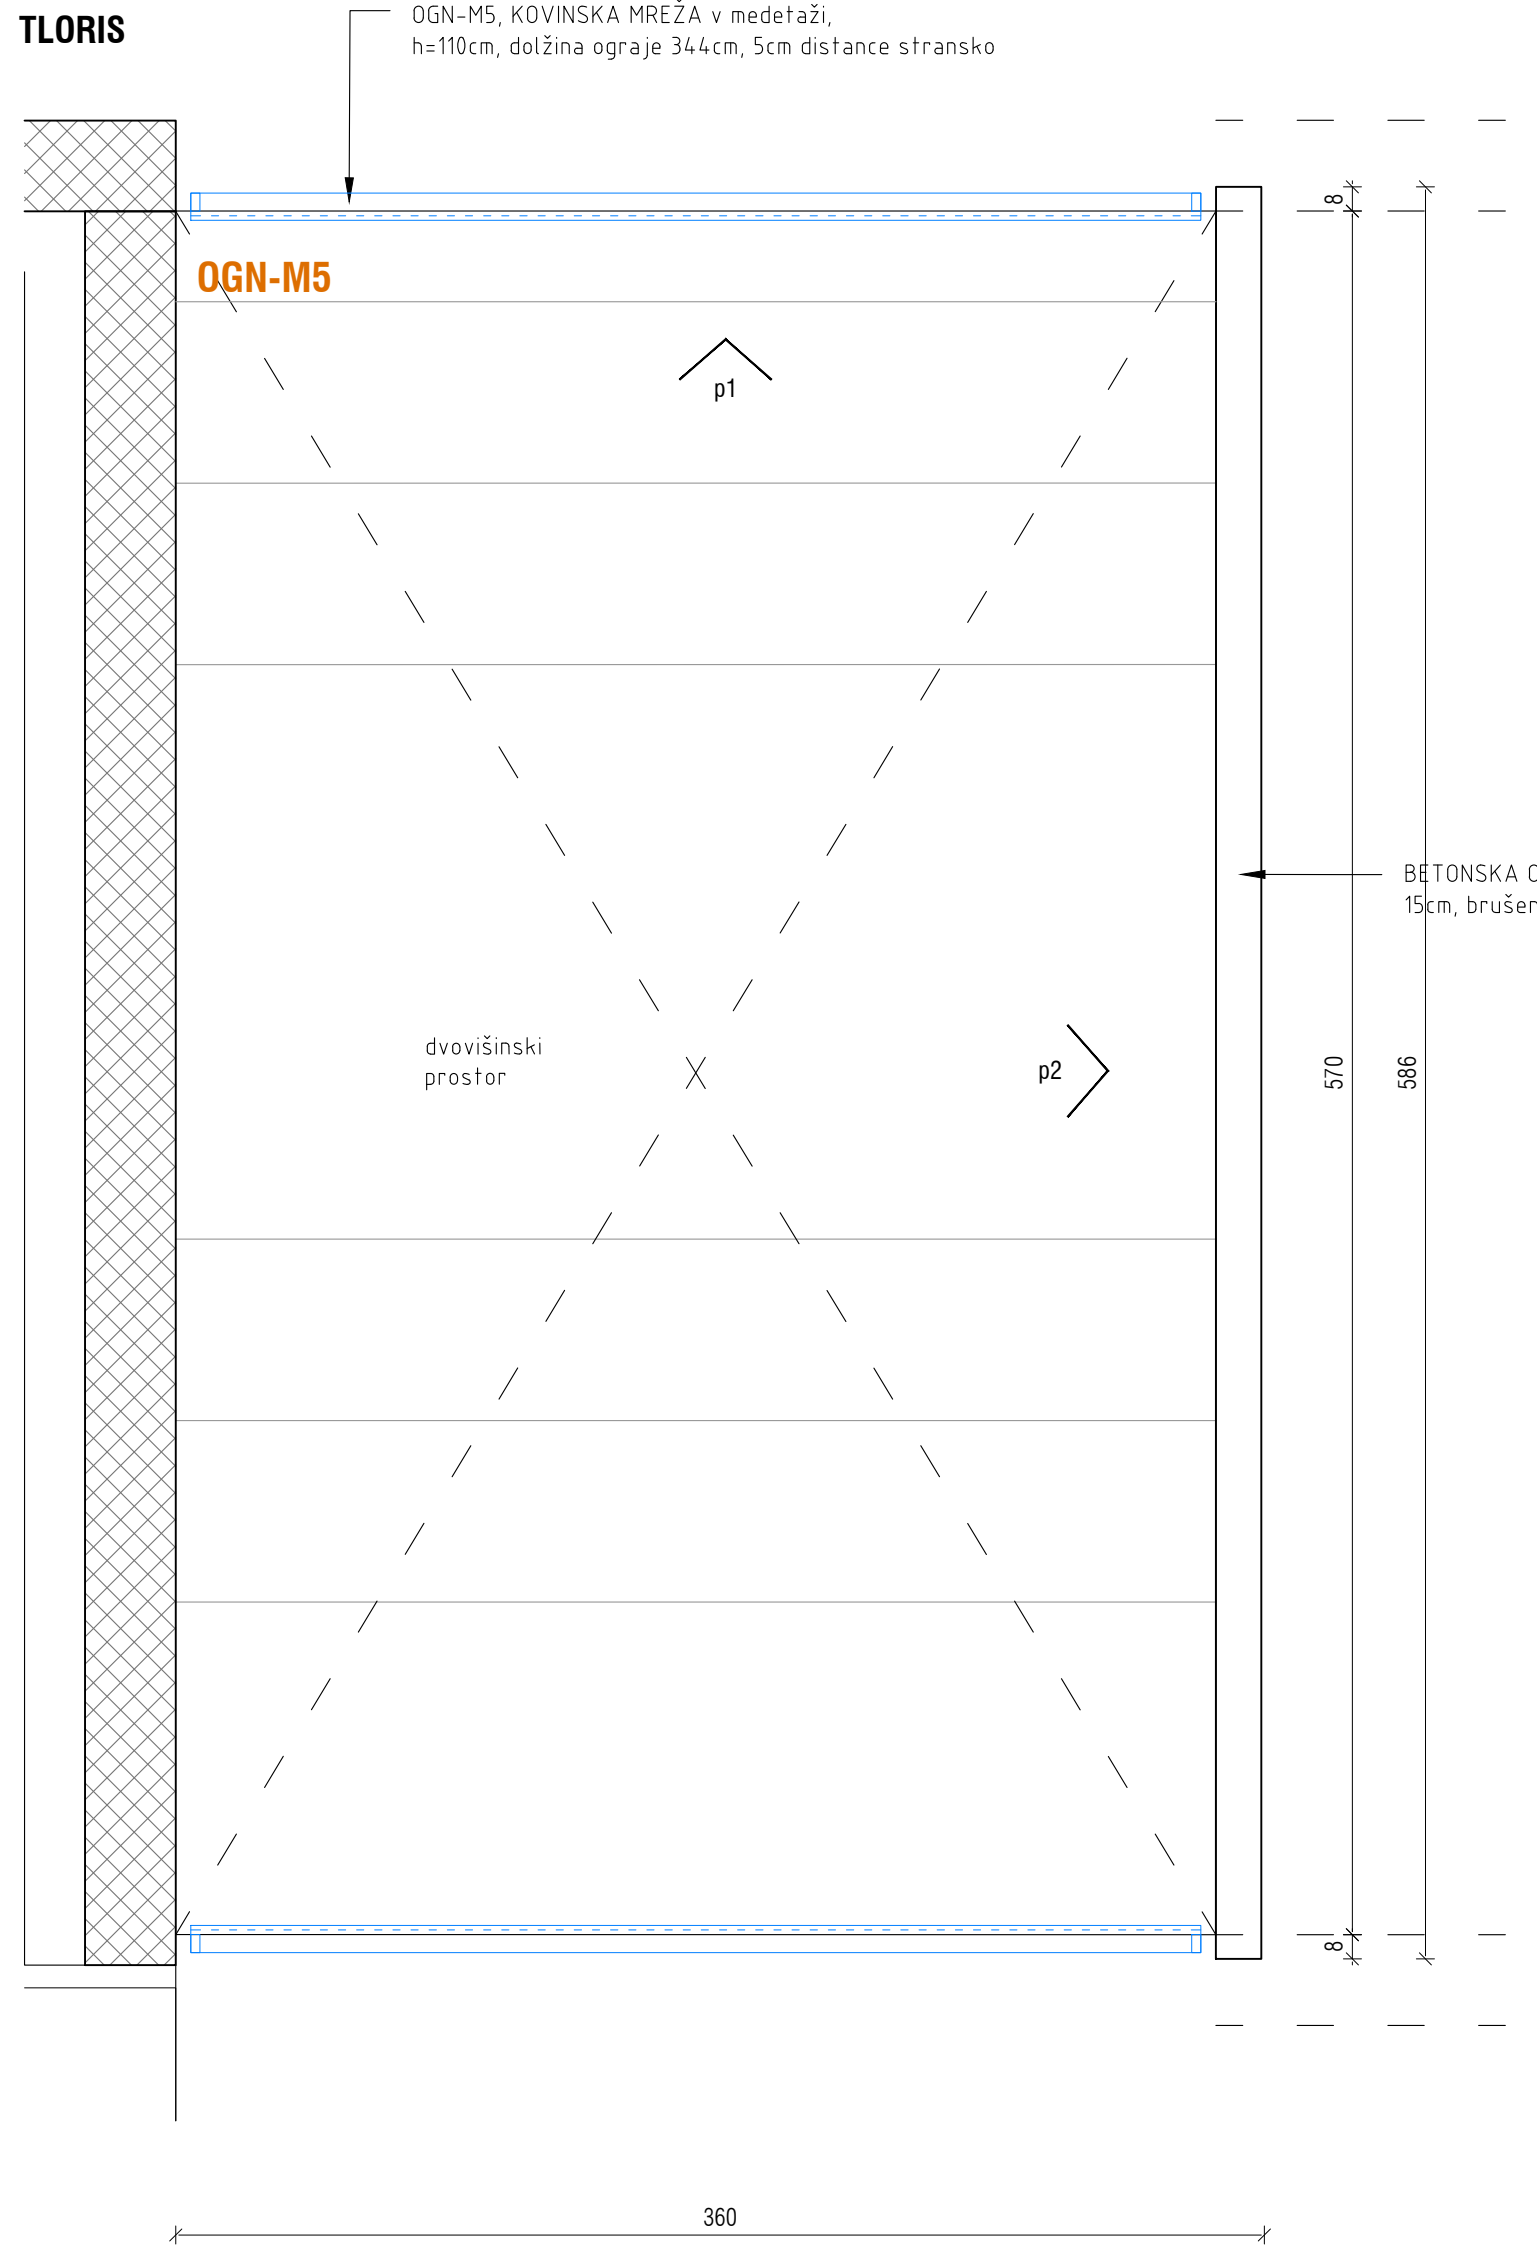 TLORIS
OGN-M5, KOVINSKA MREŽA v medetaži,
h=110cm, dolžina ograje 344cm, 5cm distance stransko
8
OGN-M5
p1
BETONSKA
15cm,
dvovišinski
prostor
p2
570
586
8
360